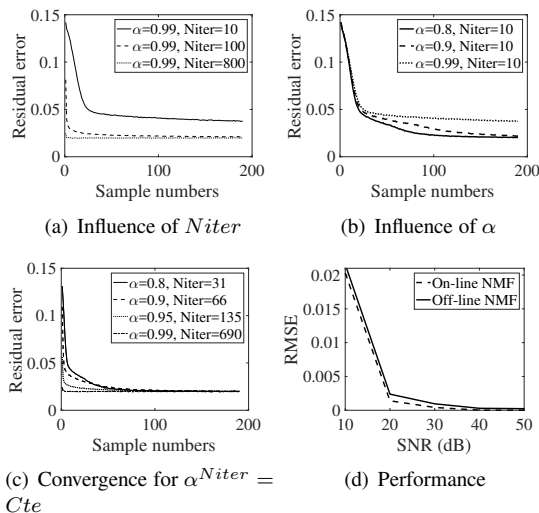 0.15
0.1
0.05
0
Residual error
α=0.99, Niter=10
α=0.99, Niter=100
α=0.99, Niter=800
0 100 200
Sample numbers
(a) Influence of Niter
0.15
0.1
0.05
0
Residual error
α=0.8, Niter=10
α=0.9, Niter=10
α=0.99, Niter=10
0 100 200
Sample numbers
(b) Influence of α
0.15
0.1
0.05
0
Residual error
α=0.8, Niter=31
α=0.9, Niter=66
α=0.95, Niter=135
α=0.99, Niter=690
0 100 200
Sample numbers
(c) Convergence for α^Niter =
Cte
0.02
0.015
0.01
0.005
0
RMSE
On-line NMF
Off-line NMF
10 20 30 40 50
SNR (dB)
(d) Performance